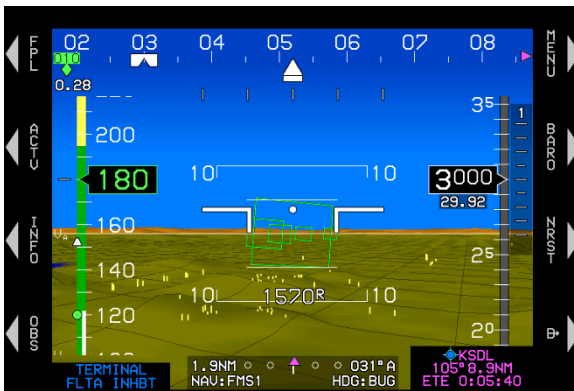 02 03 04 05 06 07 08
010
0.28
FPL
MENU
ACTV
BARO
INFO
NRST
OBS
200
180
160
VA
140
120
10 10
10 1570R 10
35
1
3000
29.92
25
20
TERMINAL
FLTA INHBT
1.9NM 031°A
NAV:FMS1 HDG:BUG
KSDL
105° 8.9NM
ETE 0:05:40